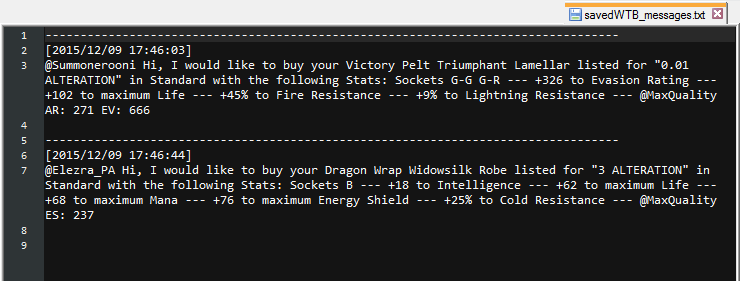 savedWTB_messages.txt
1 -------------------------------------------------------------------------
2 [2015/12/09 17:46:03]
3 @Summonerooni Hi, I would like to buy your Victory Pelt Triumphant Lamellar listed for "0.01
ALTERATION" in Standard with the following Stats: Sockets G-G G-R --- +326 to Evasion Rating ---
+102 to maximum Life --- +45% to Fire Resistance --- +9% to Lightning Resistance --- @MaxQuality
AR: 271 EV: 666
4
5 -------------------------------------------------------------------------
6 [2015/12/09 17:46:44]
7 @Elezra_PA Hi, I would like to buy your Dragon Wrap Widowsilk Robe listed for "3 ALTERATION" in
Standard with the following Stats: Sockets B --- +18 to Intelligence --- +62 to maximum Life ---
+68 to maximum Mana --- +76 to maximum Energy Shield --- +25% to Cold Resistance --- @MaxQuality
ES: 237
8
9